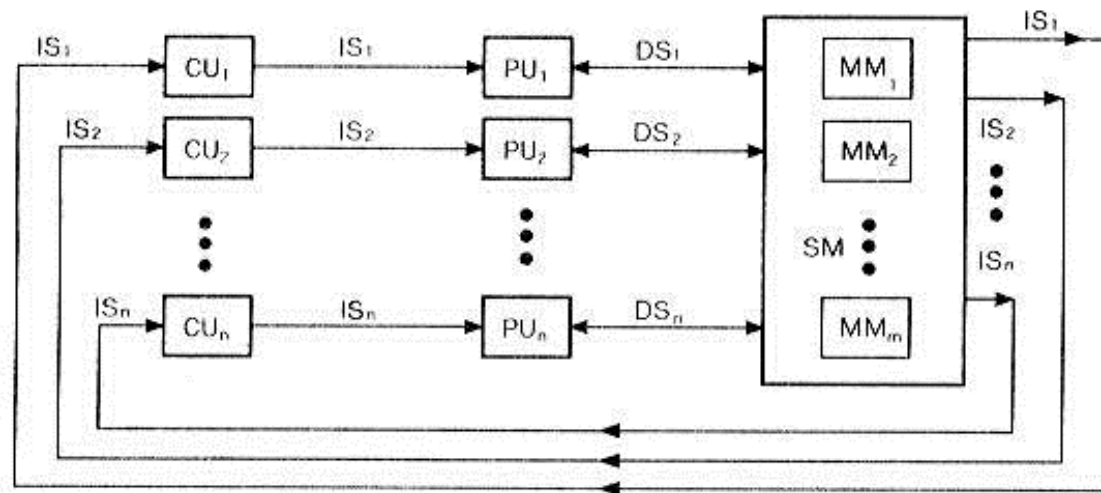 IS₁ CU₁ IS₁ PU₁ DS₁ MM₁ IS₁
IS₂ CU₂ IS₂ PU₂ DS₂ MM₂ IS₂
SM
ISₙ CUₙ ISₙ PUₙ DSₙ MMₘ ISₙ